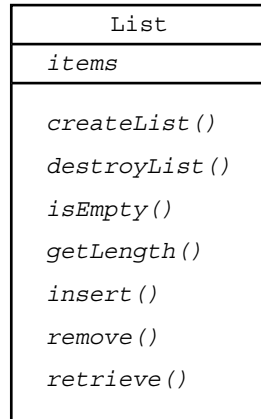 List
items
createList()
destroyList()
isEmpty()
getLength()
insert()
remove()
retrieve()